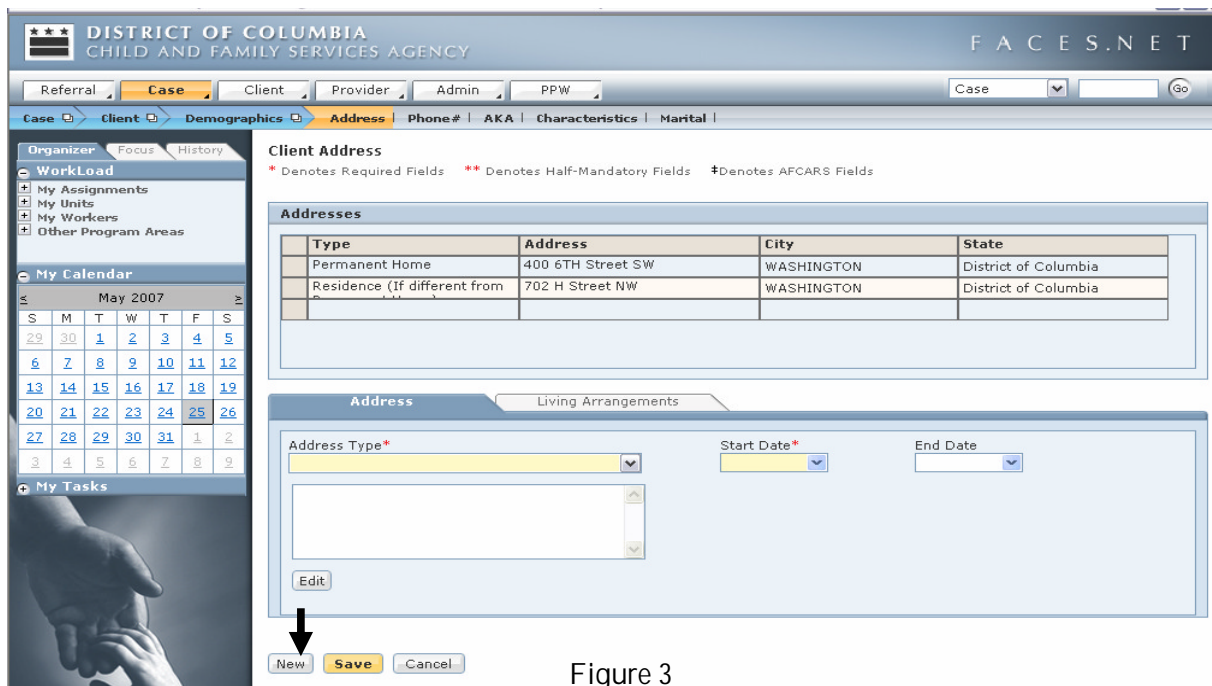 DISTRICT OF COLUMBIA
CHILD AND FAMILY SERVICES AGENCY
FACES.NET
Referral Case Client Provider Admin PPW Case Go
Case Client Demographics Address | Phone# | AKA | Characteristics | Marital |
Organizer Focus History
WorkLoad
My Assignments
My Units
My Workers
Other Program Areas
My Calendar
≤ May 2007 ≥
S M T W T F S
29 30 1 2 3 4 5
6 7 8 9 10 11 12
13 14 15 16 17 18 19
20 21 22 23 24 25 26
27 28 29 30 31 1 2
3 4 5 6 7 8 9
My Tasks
Client Address
* Denotes Required Fields ** Denotes Half-Mandatory Fields ‡Denotes AFCARS Fields
Addresses
Type Address City State
Permanent Home 400 6TH Street SW WASHINGTON District of Columbia
Residence (If different from 702 H Street NW WASHINGTON District of Columbia
Address Living Arrangements
Address Type* Start Date* End Date
Edit
New Save Cancel
Figure 3